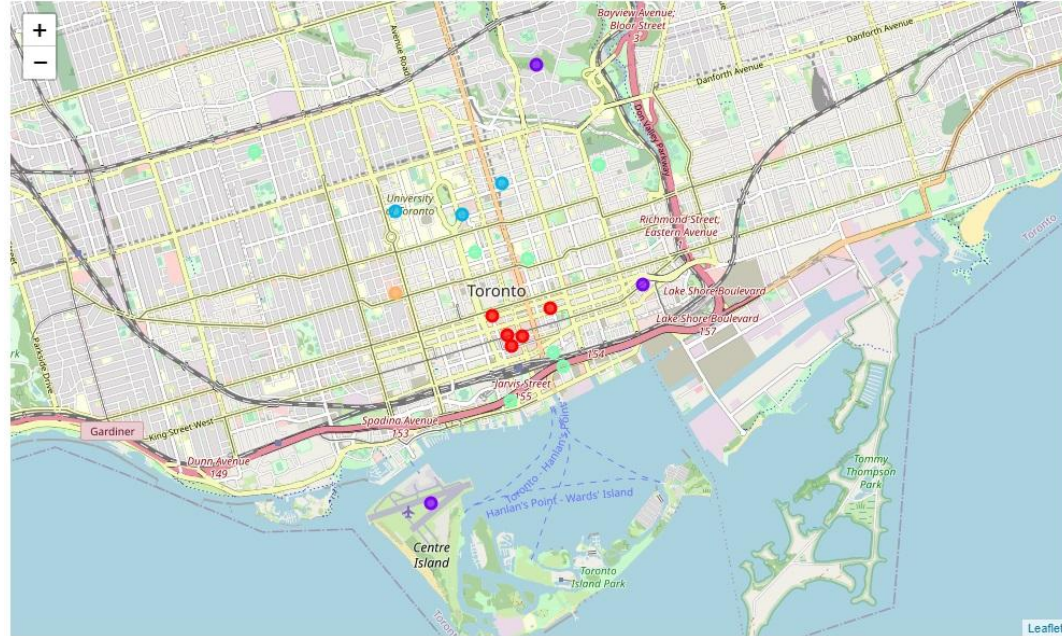 +
−
Bayview Avenue;
Bloor Street
3
Danforth Avenue
Avenue Road
Danforth Avenue
Don Valley Parkway
University
of Toronto
Richmond Street;
Eastern Avenue
Toronto
Toronto
Lake Shore Boulevard
Lake Shore Boulevard
157
154
Parkside Drive
Jarvis Street
155
Gardiner
King Street West
Spadina Avenue
153
Dunn Avenue
149
Toronto - Hanlan's Point
Hanlan's Point - Wards' Island
Tommy
Thompson
Park
Centre
Island
Toronto
Island Park
Toronto
Leaflet